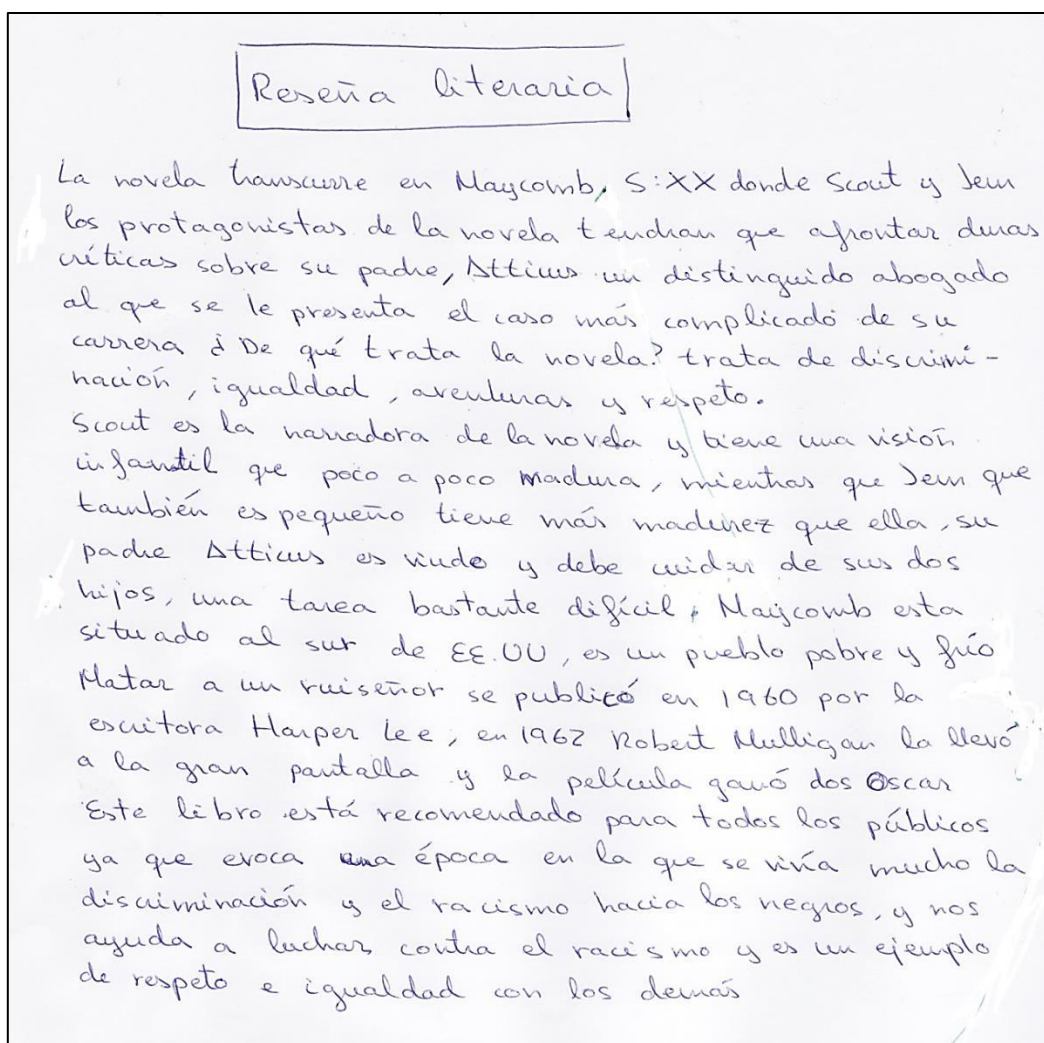 Reseña literaria
La novela transcurre en Maycomb, S:XX donde Scout y Jem
los protagonistas de la novela tendran que afrontar duras
críticas sobre su padre, Atticus un distinguido abogado
al que se le presenta el caso más complicado de su
carrera ¿De qué trata la novela? trata de discrimi-
nación, igualdad, aventuras y respeto.
Scout es la narradora de la novela y tiene una visión
infantil que poco a poco madura, mientras que Jem que
también es pequeño tiene más madurez que ella, su
padre Atticus es viudo y debe cuidar de sus dos
hijos, una tarea bastante difícil, Maycomb esta
situado al sur de EE.UU, es un pueblo pobre y frío
Matar a un ruiseñor se publicó en 1960 por la
escritora Harper Lee, en 1962 Robert Mulligan la llevó
a la gran pantalla y la película ganó dos Oscar
Este libro está recomendado para todos los públicos
ya que evoca una época en la que se vivía mucho la
discriminación y el racismo hacia los negros, y nos
ayuda a luchar contra el racismo y es un ejemplo
de respeto e igualdad con los demás